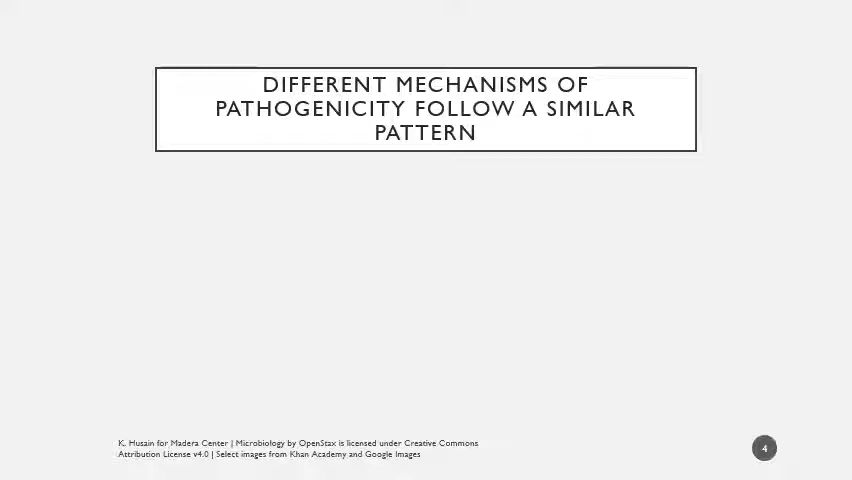 DIFFERENT MECHANISMS OF
PATHOGENICITY FOLLOW A SIMILAR
PATTERN
K. Husain for Madera Center | Microbiology by OpenStax is licensed under Creative Commons
Attribution License v4.0 | Select images from Khan Academy and Google Images
4